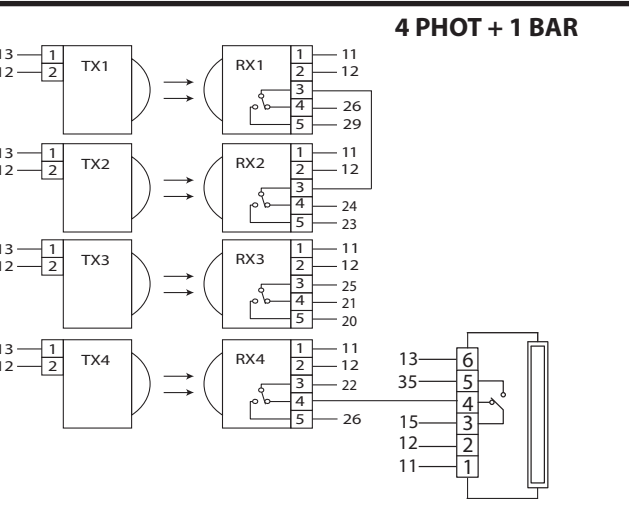 4 PHOT + 1 BAR
13 1 TX1 RX1 1 11
12 2 2 12
3
4 26
5 29
13 1 TX2 RX2 1 11
12 2 2 12
3
4 24
5 23
13 1 TX3 RX3 1 11
12 2 2 12
3 25
4 21
5 20
13 1 TX4 RX4 1 11
12 2 2 12
3 22
4
5 26
13 6
35 5
4
15 3
12 2
11 1